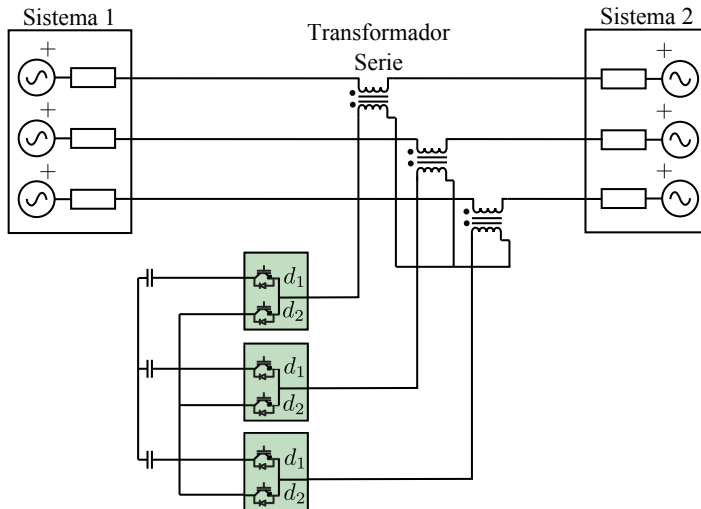 Sistema 1
Transformador
Serie
Sistema 2
+
+
+
+
+
+
d1
d2
d1
d2
d1
d2